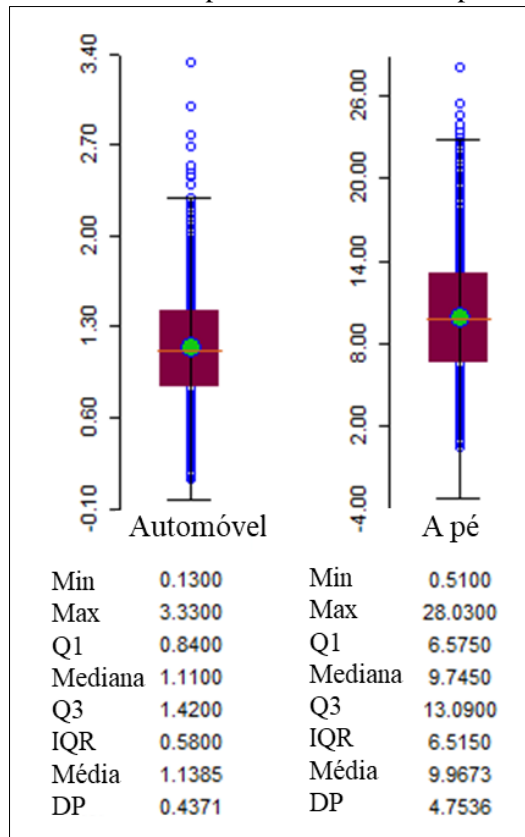 3.40
2.70
2.00
1.30
0.60
-0.10
Automóvel
26.00
20.00
14.00
8.00
2.00
-4.00
A pé
Min 0.1300
Max 3.3300
Q1 0.8400
Mediana 1.1100
Q3 1.4200
IQR 0.5800
Média 1.1385
DP 0.4371
Min 0.5100
Max 28.0300
Q1 6.5750
Mediana 9.7450
Q3 13.0900
IQR 6.5150
Média 9.9673
DP 4.7536